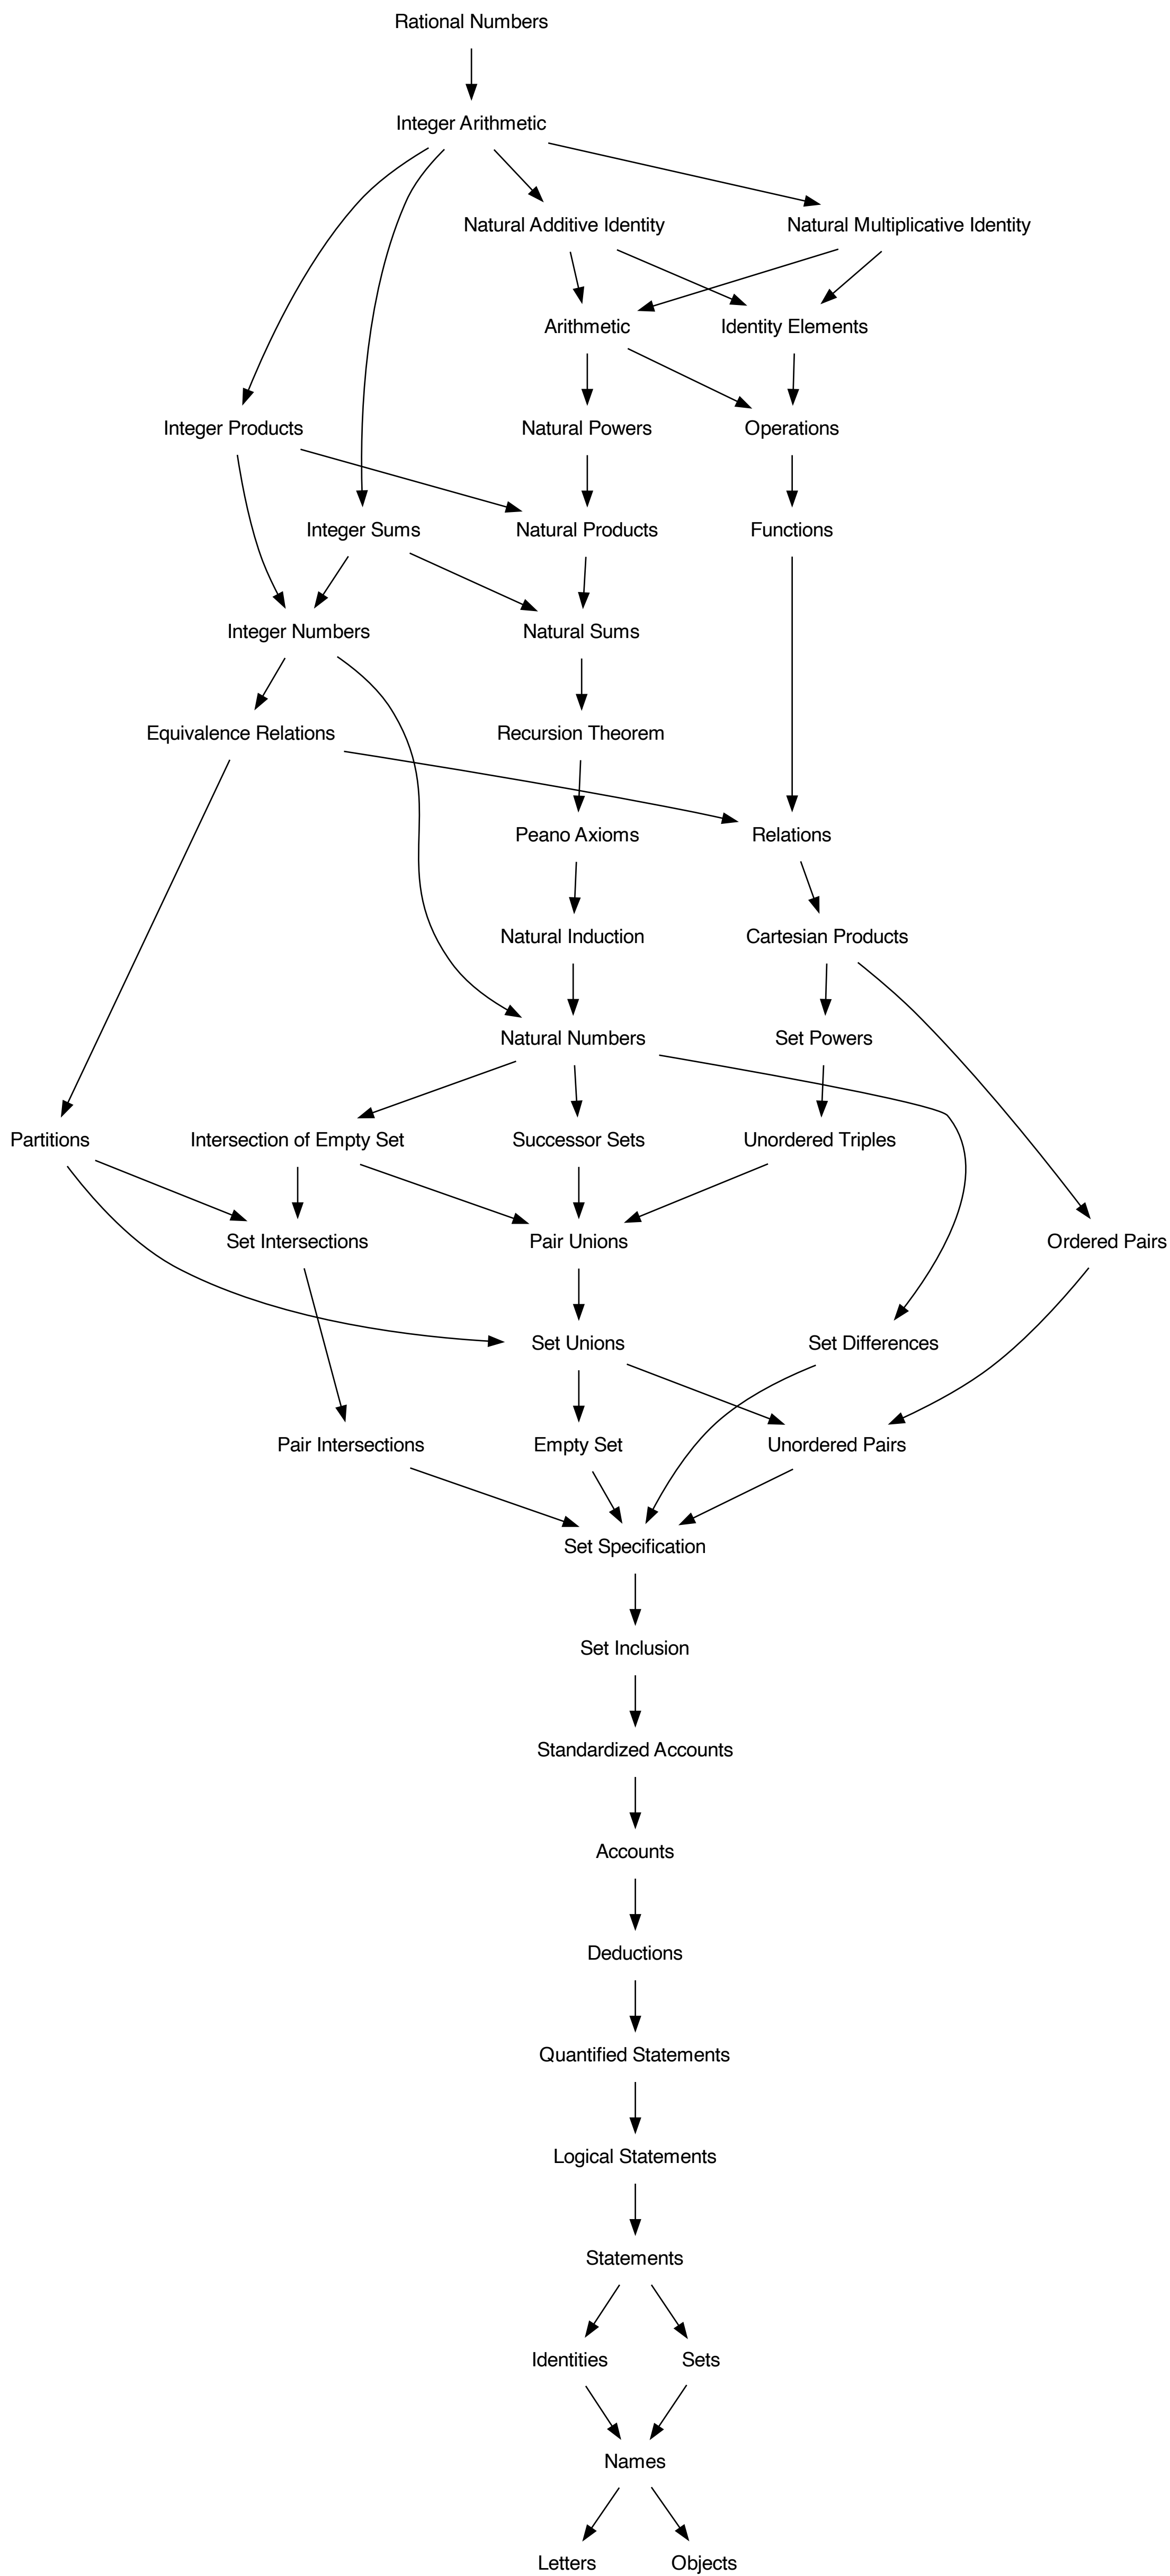 Rational Numbers
Integer Arithmetic
Natural Additive Identity
Natural Multiplicative Identity
Arithmetic
Identity Elements
Integer Products
Natural Powers
Operations
Integer Sums
Natural Products
Functions
Integer Numbers
Natural Sums
Equivalence Relations
Recursion Theorem
Peano Axioms
Relations
Natural Induction
Cartesian Products
Natural Numbers
Set Powers
Partitions
Intersection of Empty Set
Successor Sets
Unordered Triples
Set Intersections
Pair Unions
Ordered Pairs
Set Unions
Set Differences
Pair Intersections
Empty Set
Unordered Pairs
Set Specification
Set Inclusion
Standardized Accounts
Accounts
Deductions
Quantified Statements
Logical Statements
Statements
Identities
Sets
Names
Letters
Objects